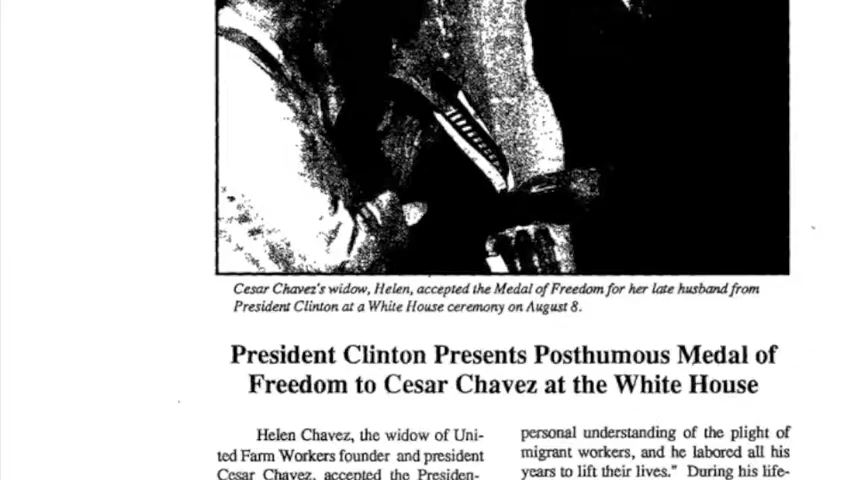 Cesar Chavez's widow, Helen, accepted the Medal of Freedom for her late husband from
President Clinton at a White House ceremony on August 8.
President Clinton Presents Posthumous Medal of
Freedom to Cesar Chavez at the White House
Helen Chavez, the widow of Uni-
ted Farm Workers founder and president
Cesar Chavez, accepted the Presiden-
personal understanding of the plight of
migrant workers, and he labored all his
years to lift their lives." During his life-